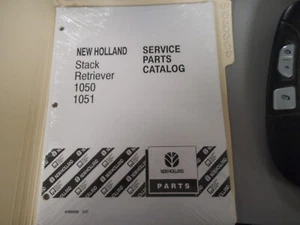 NEW HOLLAND
Stack
Retriever
1050
1051
SERVICE
PARTS
CATALOG
NEW HOLLAND
PARTS